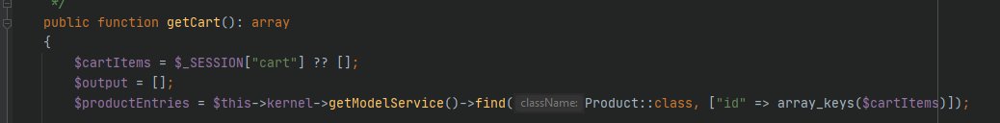 */
public function getCart(): array
{
$cartItems = $_SESSION["cart"] ?? [];
$output = [];
$productEntries = $this->kernel->getModelService()->find( className: Product::class, ["id" => array_keys($cartItems)]);